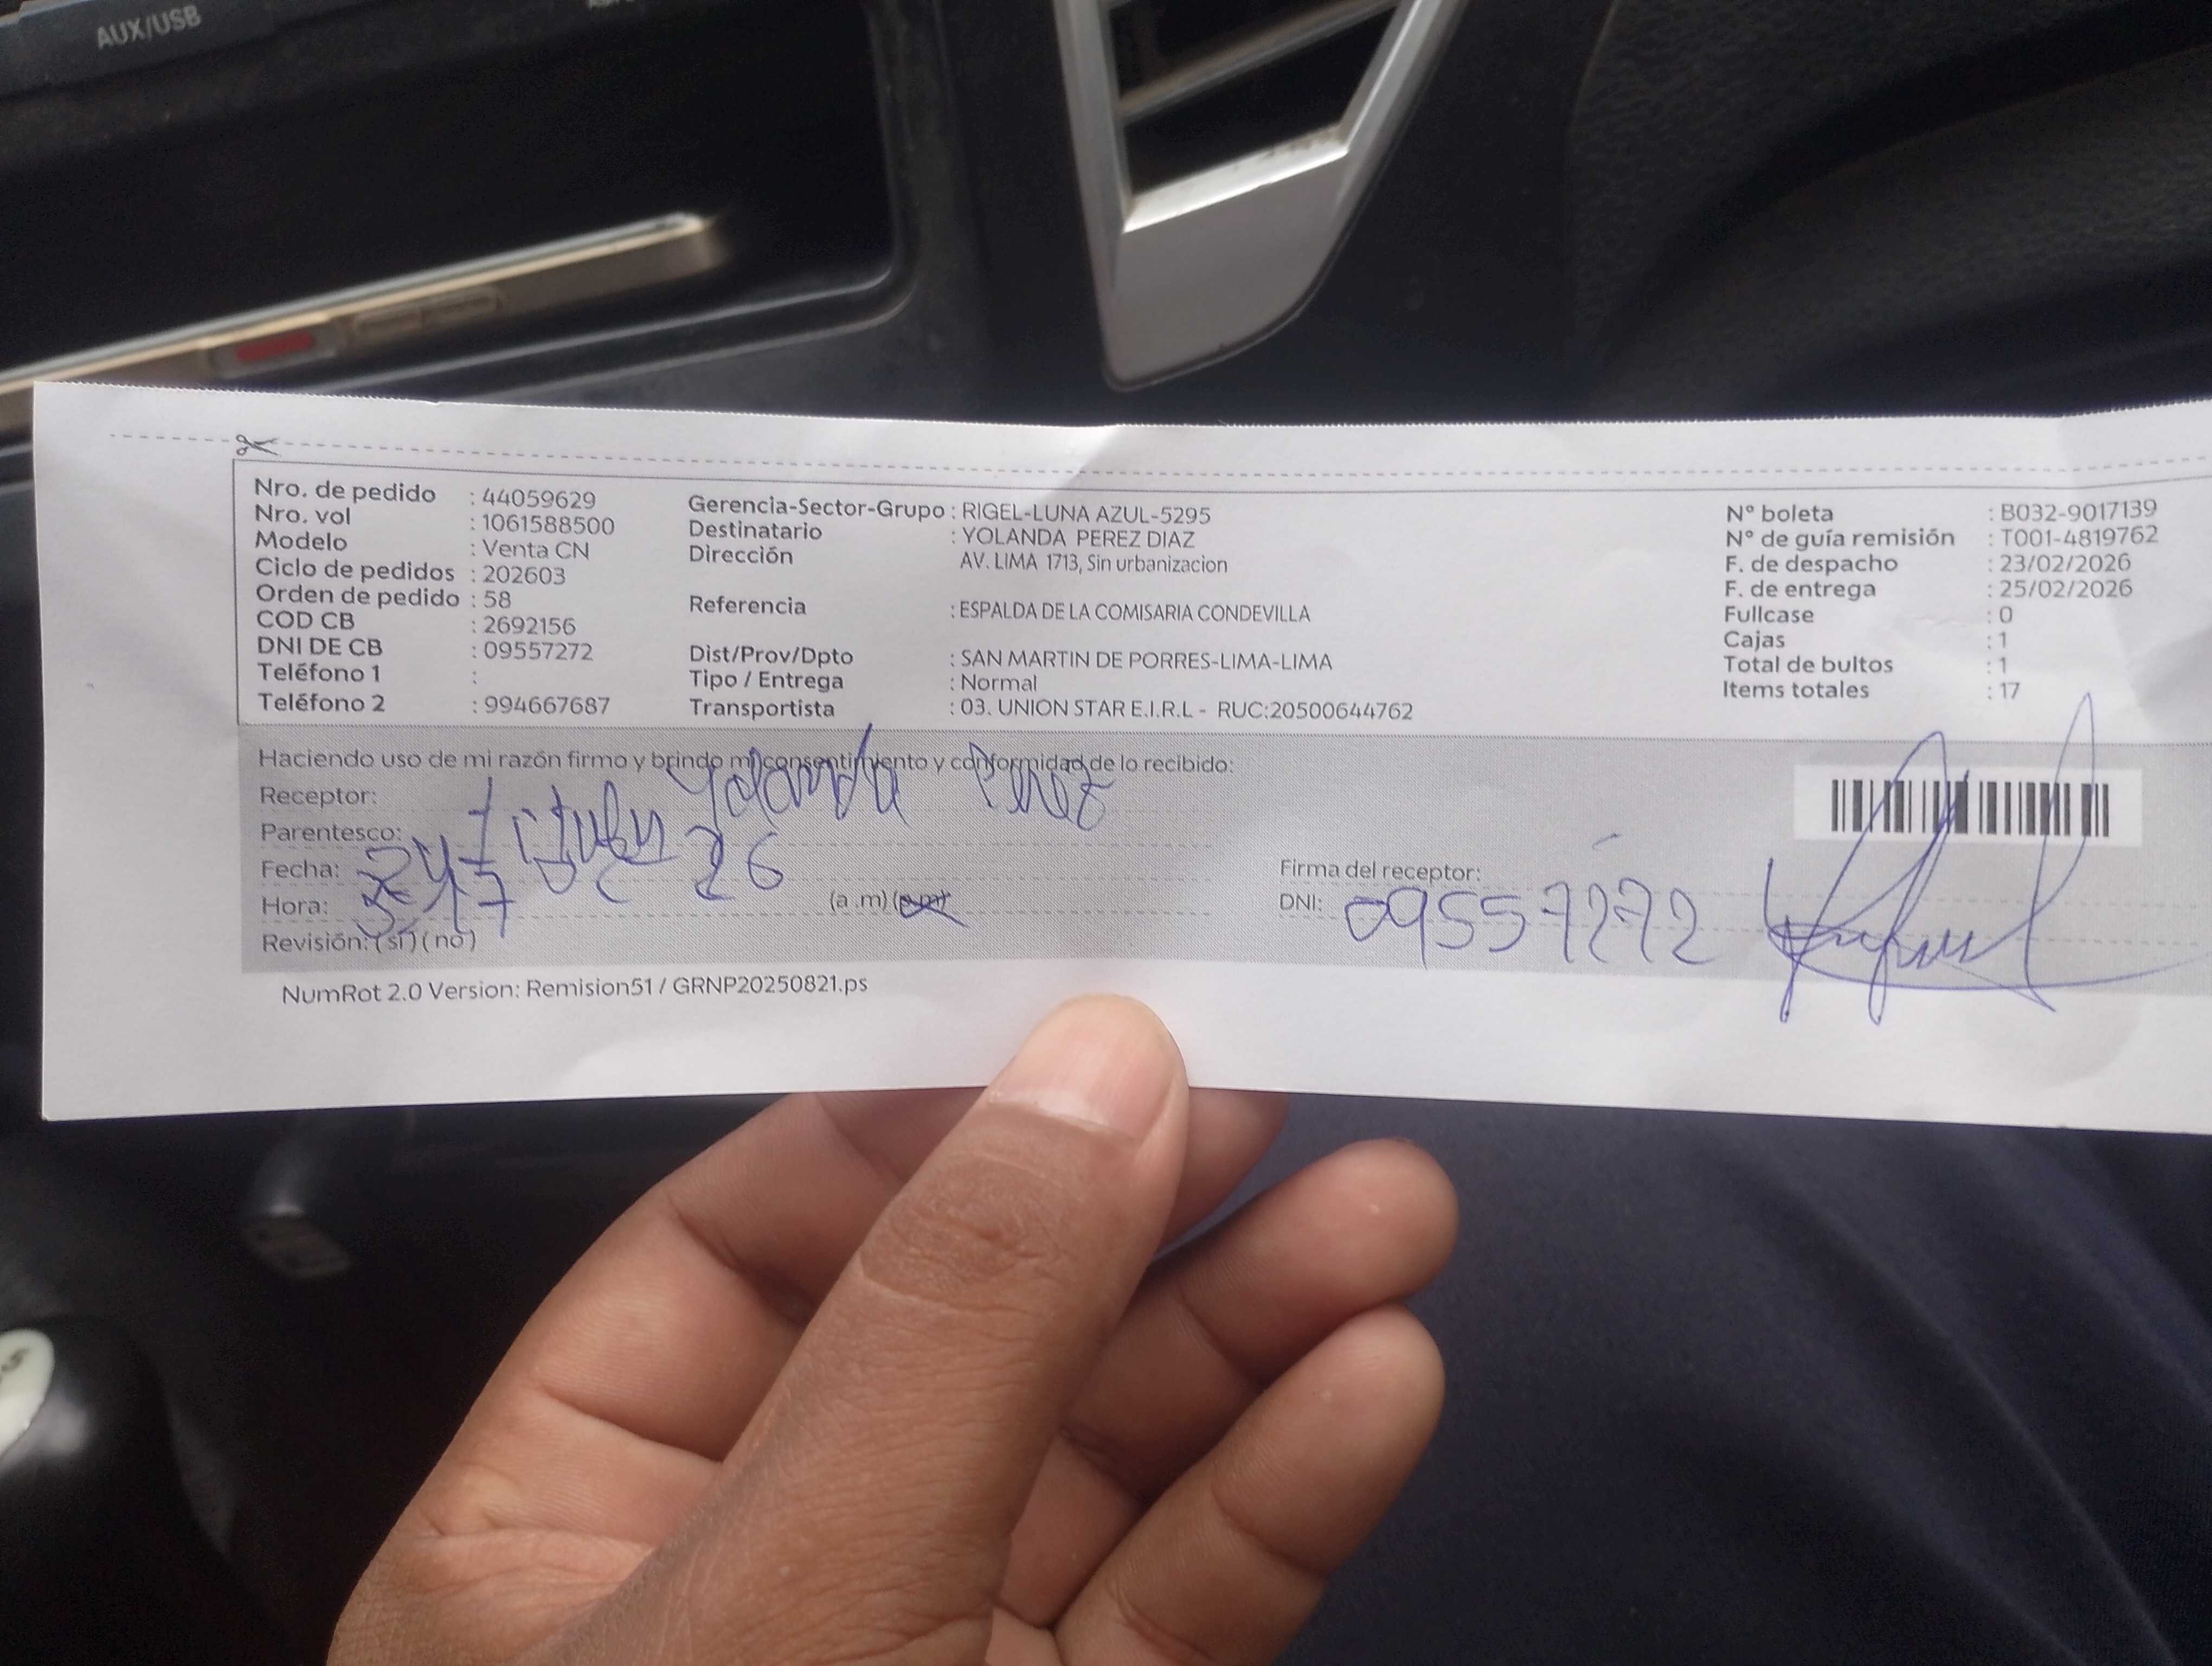 AUX/USB
Nro. de pedido : 44059629
Nro. vol : 1061588500
Modelo : Venta CN
Ciclo de pedidos : 202603
Orden de pedido : 58
COD CB : 2692156
DNI DE CB : 09557272
Teléfono 1 :
Teléfono 2 : 994667687
Gerencia-Sector-Grupo : RIGEL-LUNA AZUL-5295
Destinatario : YOLANDA PEREZ DIAZ
Dirección AV. LIMA 1713, Sin urbanizacion
Referencia : ESPALDA DE LA COMISARIA CONDEVILLA
Dist/Prov/Dpto : SAN MARTIN DE PORRES-LIMA-LIMA
Tipo / Entrega : Normal
Transportista : 03. UNION STAR E.I.R.L - RUC:20500644762
N° boleta : B032-9017139
N° de guía remisión : T001-4819762
F. de despacho : 23/02/2026
F. de entrega : 25/02/2026
Fullcase : 0
Cajas : 1
Total de bultos : 1
Items totales : 17
Haciendo uso de mi razón firmo y brindo mi consentimiento y conformidad de lo recibido:
Receptor: Yolanda Perez
Parentesco:
Fecha: 26
Hora: (a.m) (p.m)
Revisión: (si) (no)
Firma del receptor:
DNI: 09557272
NumRot 2.0 Version: Remision51 / GRNP20250821.ps
5